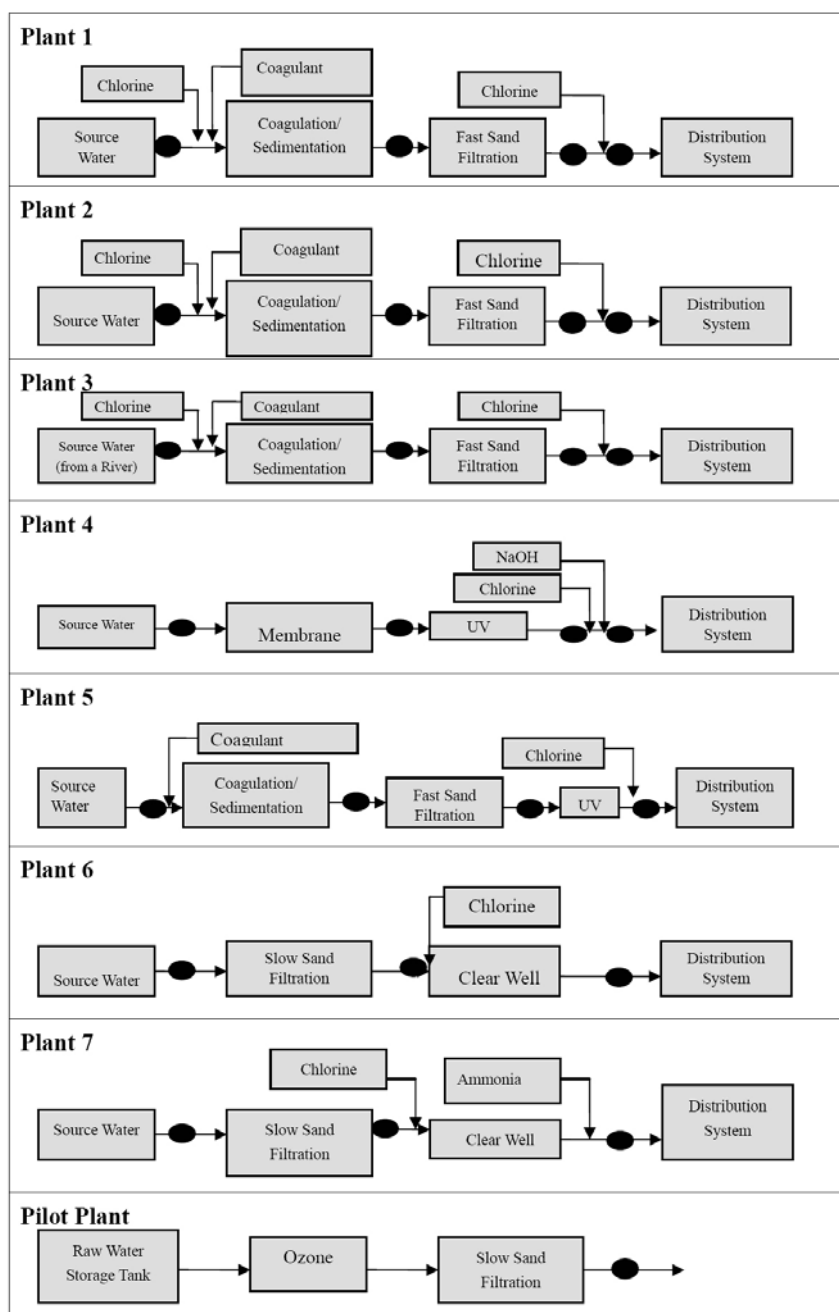 Plant 1
Chlorine
Coagulant
Chlorine
Source
Water
Coagulation/
Sedimentation
Fast Sand
Filtration
Distribution
System
Plant 2
Chlorine
Coagulant
Chlorine
Source Water
Coagulation/
Sedimentation
Fast Sand
Filtration
Distribution
System
Plant 3
Chlorine
Coagulant
Chlorine
Source Water
(from a River)
Coagulation/
Sedimentation
Fast Sand
Filtration
Distribution
System
Plant 4
NaOH
Chlorine
Source Water
Membrane
UV
Distribution
System
Plant 5
Coagulant
Chlorine
Source
Water
Coagulation/
Sedimentation
Fast Sand
Filtration
UV
Distribution
System
Plant 6
Chlorine
Source Water
Slow Sand
Filtration
Clear Well
Distribution
System
Plant 7
Chlorine
Ammonia
Source Water
Slow Sand
Filtration
Clear Well
Distribution
System
Pilot Plant
Raw Water
Storage Tank
Ozone
Slow Sand
Filtration